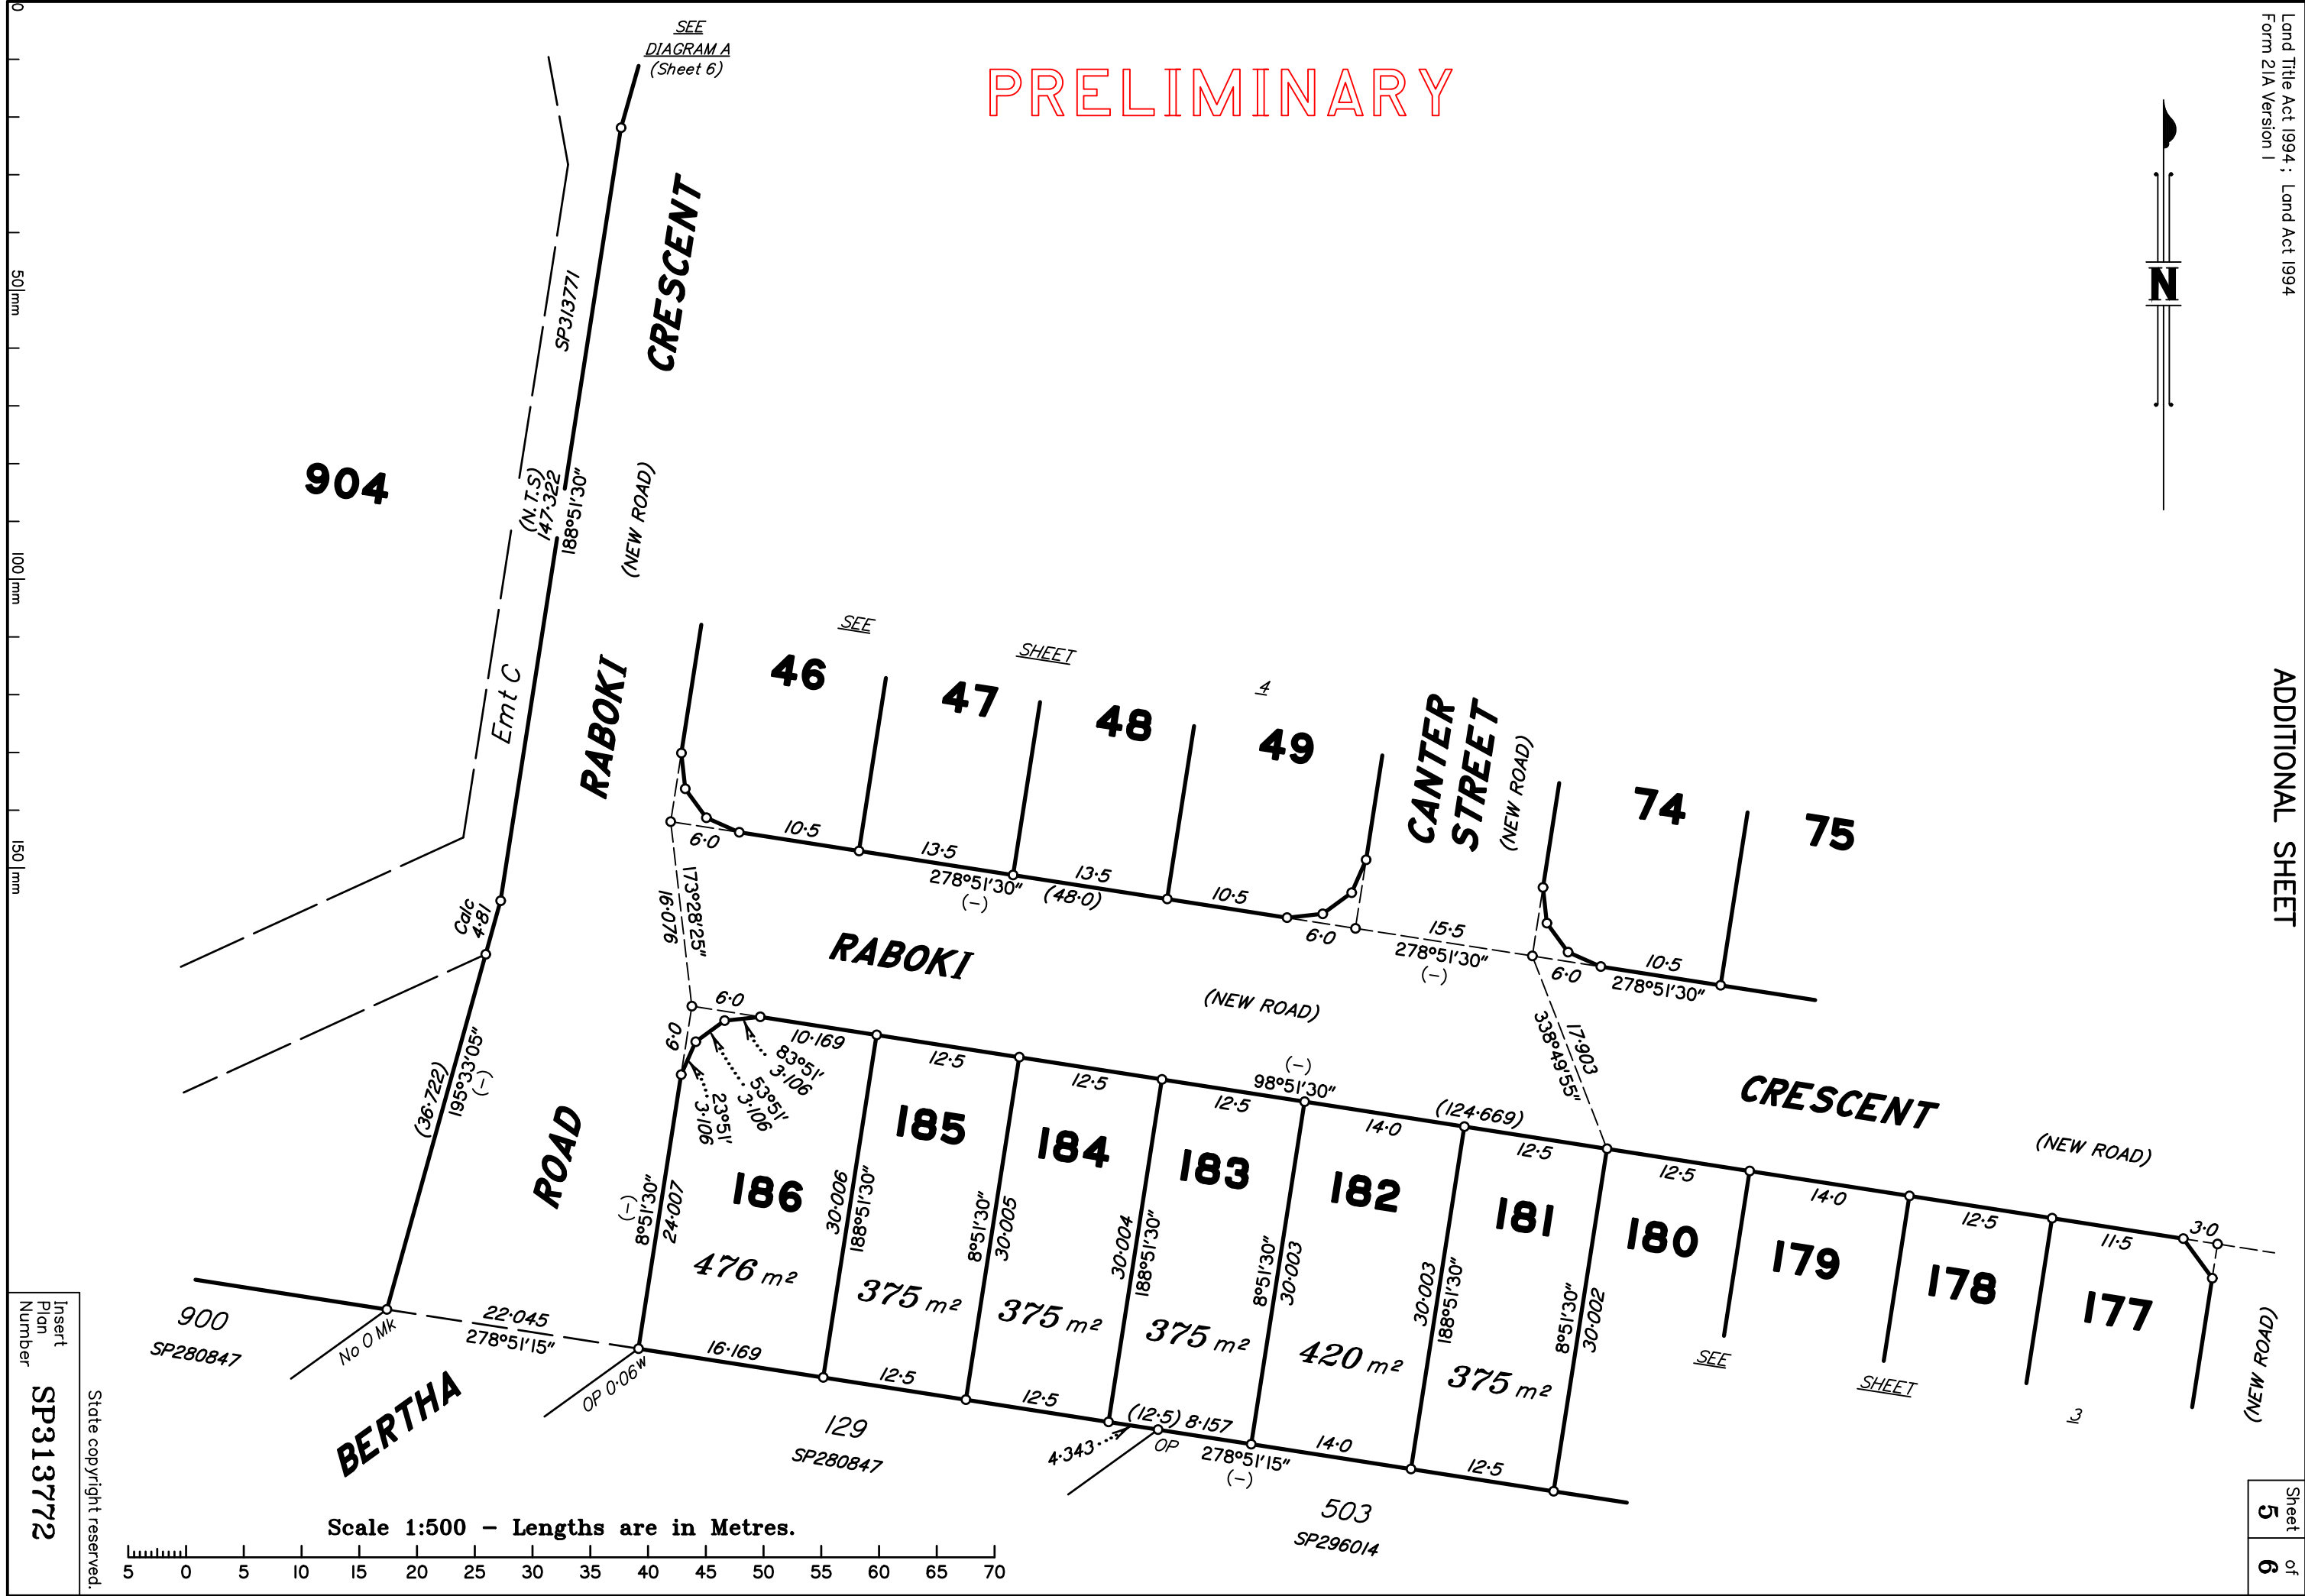 Land Title Act 1994 ; Land Act 1994
Form 21A Version 1
ADDITIONAL SHEET
Sheet 5 of 6
PRELIMINARY
N
SEE
DIAGRAM A
(Sheet 6)
CRESCENT
SP313771
904
(N.T.S)
147·322
188°51'30"
(NEW ROAD)
RABOKI
Emt C
SEE
SHEET
4
46
47
48
49
CANTER
STREET
(NEW ROAD)
74
75
6·0
10·5
13·5
278°51'30"
(-)
13·5
(48·0)
10·5
6·0
15·5
278°51'30"
(-)
6·0
10·5
278°51'30"
173°28'25"
16·076
Calc
4·81
RABOKI
(NEW ROAD)
CRESCENT
(NEW ROAD)
17·903
338°49'55"
(36·722)
195°33'05"
(-)
ROAD
6·0
6·0
83°51'
3·106
53°51'
3·106
23°51'
3·106
10·169
12·5
12·5
12·5
(-)
98°51'30"
14·0
(124·669)
12·5
12·5
14·0
12·5
11·5
3·0
8°51'30"
(-)
24·007
186
476 m²
30·006
188°51'30"
185
375 m²
8°51'30"
30·005
184
375 m²
30·004
188°51'30"
183
375 m²
8°51'30"
30·003
182
420 m²
30·003
188°51'30"
181
375 m²
8°51'30"
30·002
180
179
178
177
(NEW ROAD)
SEE
SHEET
3
900
SP280847
No O Mk
22·045
278°51'15"
OP 0·06w
BERTHA
16·169
12·5
12·5
(12·5) 8·157
4·343
OP
278°51'15"
(-)
14·0
12·5
129
SP280847
503
SP296014
Scale 1:500 - Lengths are in Metres.
5 0 5 10 15 20 25 30 35 40 45 50 55 60 65 70
0
50 mm
100 mm
150 mm
State copyright reserved.
Insert
Plan
Number
SP313772